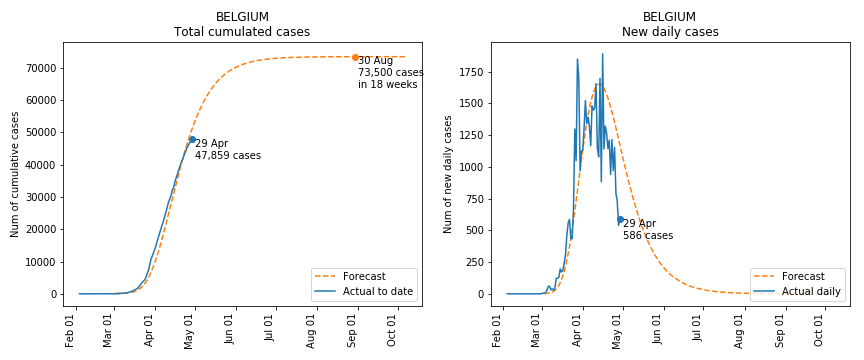 BELGIUM
Total cumulated cases
Num of cumulative cases
70000
60000
50000
40000
30000
20000
10000
0
30 Aug
73,500 cases
in 18 weeks
29 Apr
47,859 cases
Forecast
Actual to date
Feb 01
Mar 01
Apr 01
May 01
Jun 01
Jul 01
Aug 01
Sep 01
Oct 01
BELGIUM
New daily cases
Num of new daily cases
1750
1500
1250
1000
750
500
250
0
29 Apr
586 cases
Forecast
Actual daily
Feb 01
Mar 01
Apr 01
May 01
Jun 01
Jul 01
Aug 01
Sep 01
Oct 01